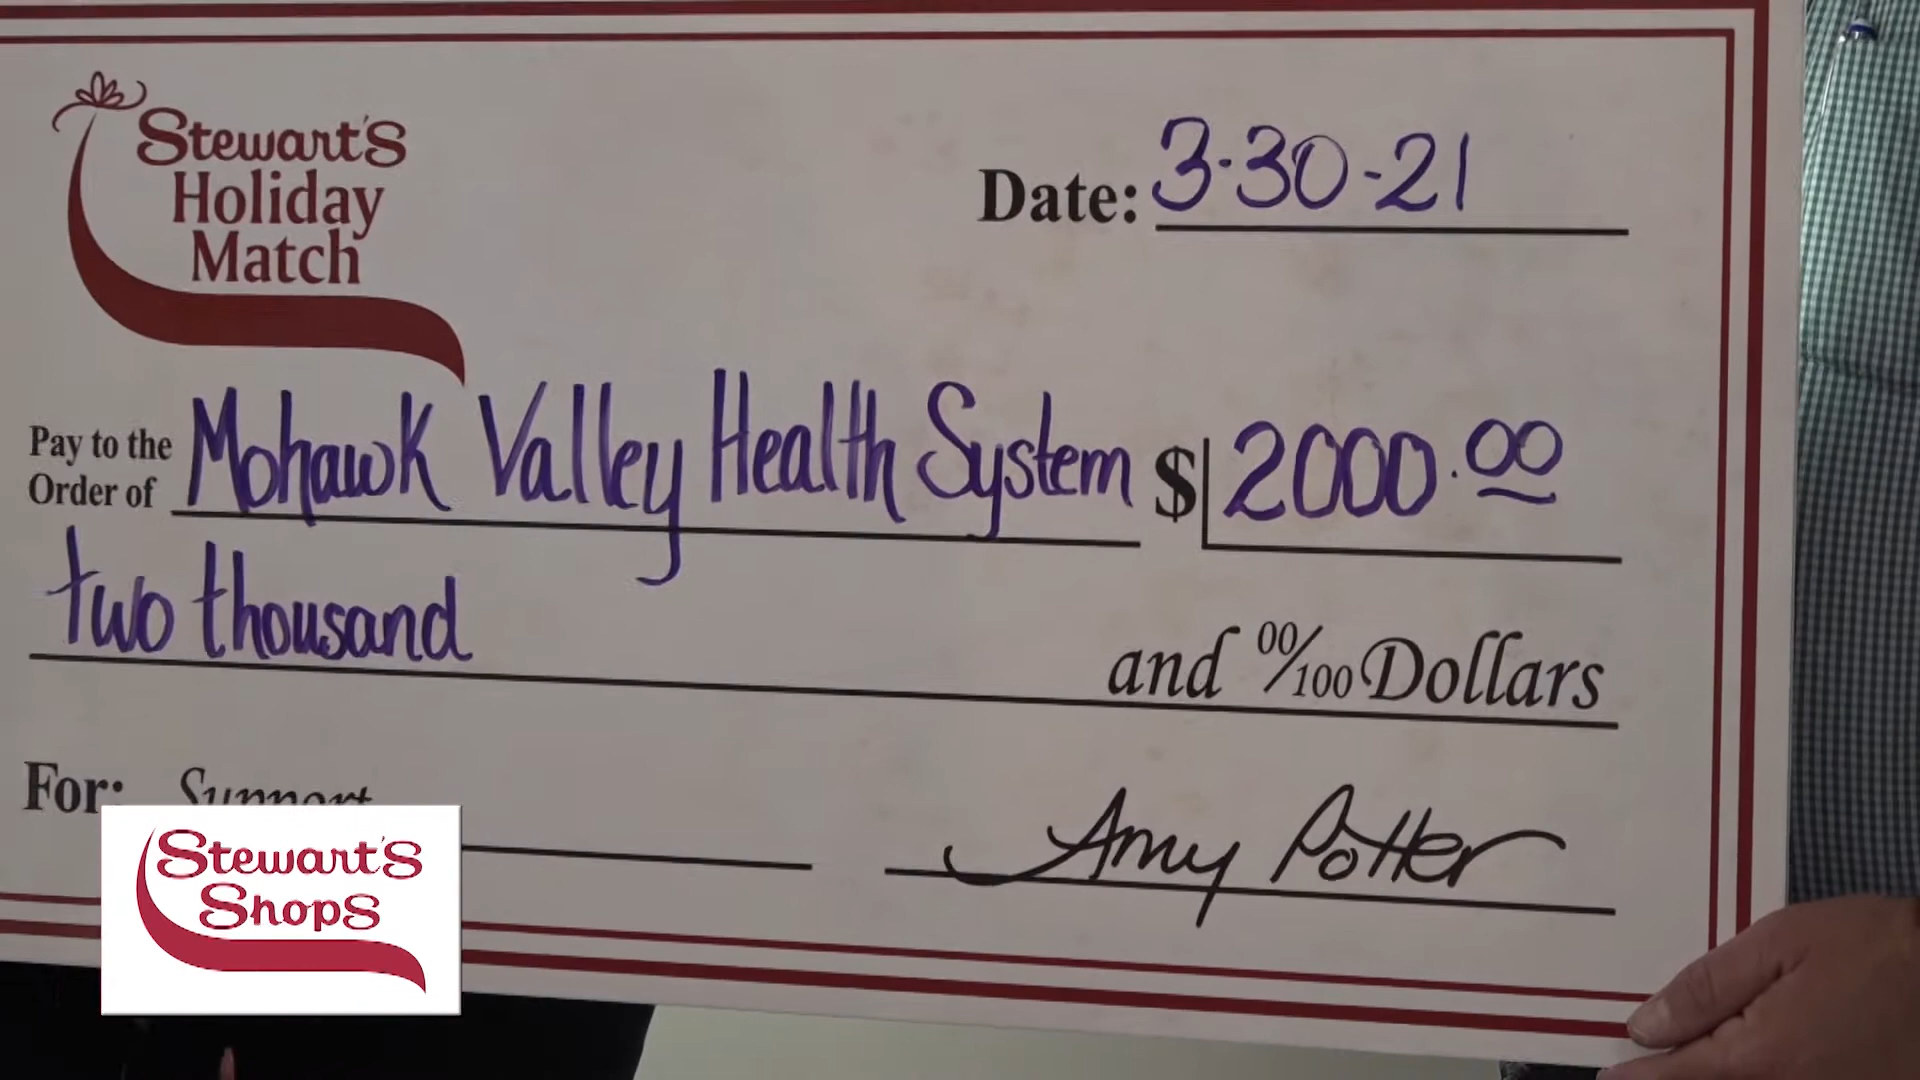 Stewart's
Holiday
Match
Date: 3-30-21
Pay to the
Order of Mohawk Valley Health System $ 2000.00
two thousand
and 00/100 Dollars
For: Support
Amy Potter
Stewart's
Shops